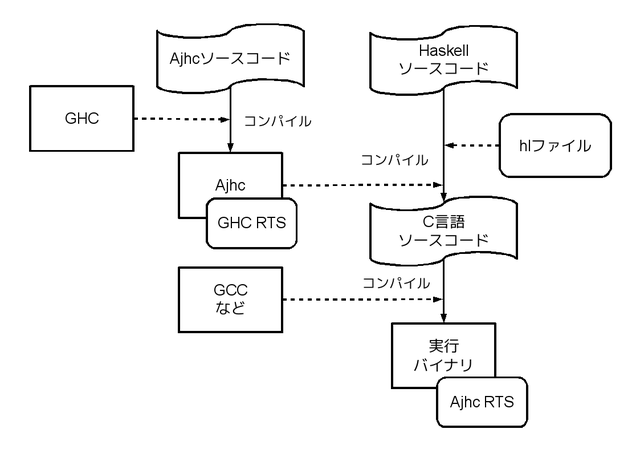 Ajhcソースコード
Haskell
ソースコード
GHC
コンパイル
hlファイル
コンパイル
Ajhc
GHC RTS
C言語
ソースコード
GCC
など
コンパイル
実行
バイナリ
Ajhc RTS